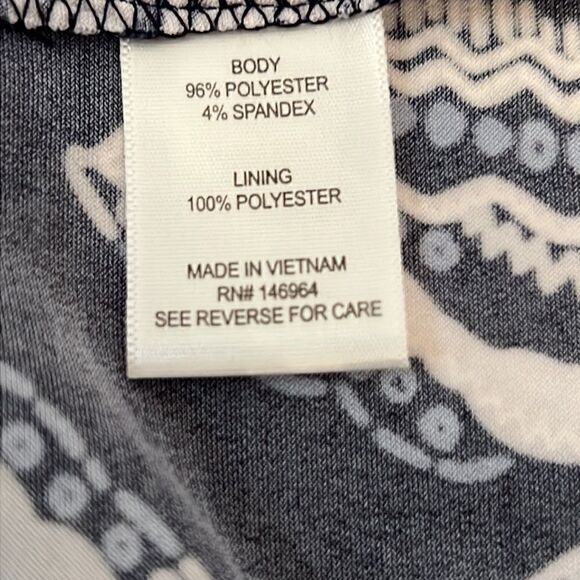 BODY
96% POLYESTER
4% SPANDEX
LINING
100% POLYESTER
MADE IN VIETNAM
RN# 146964
SEE REVERSE FOR CARE